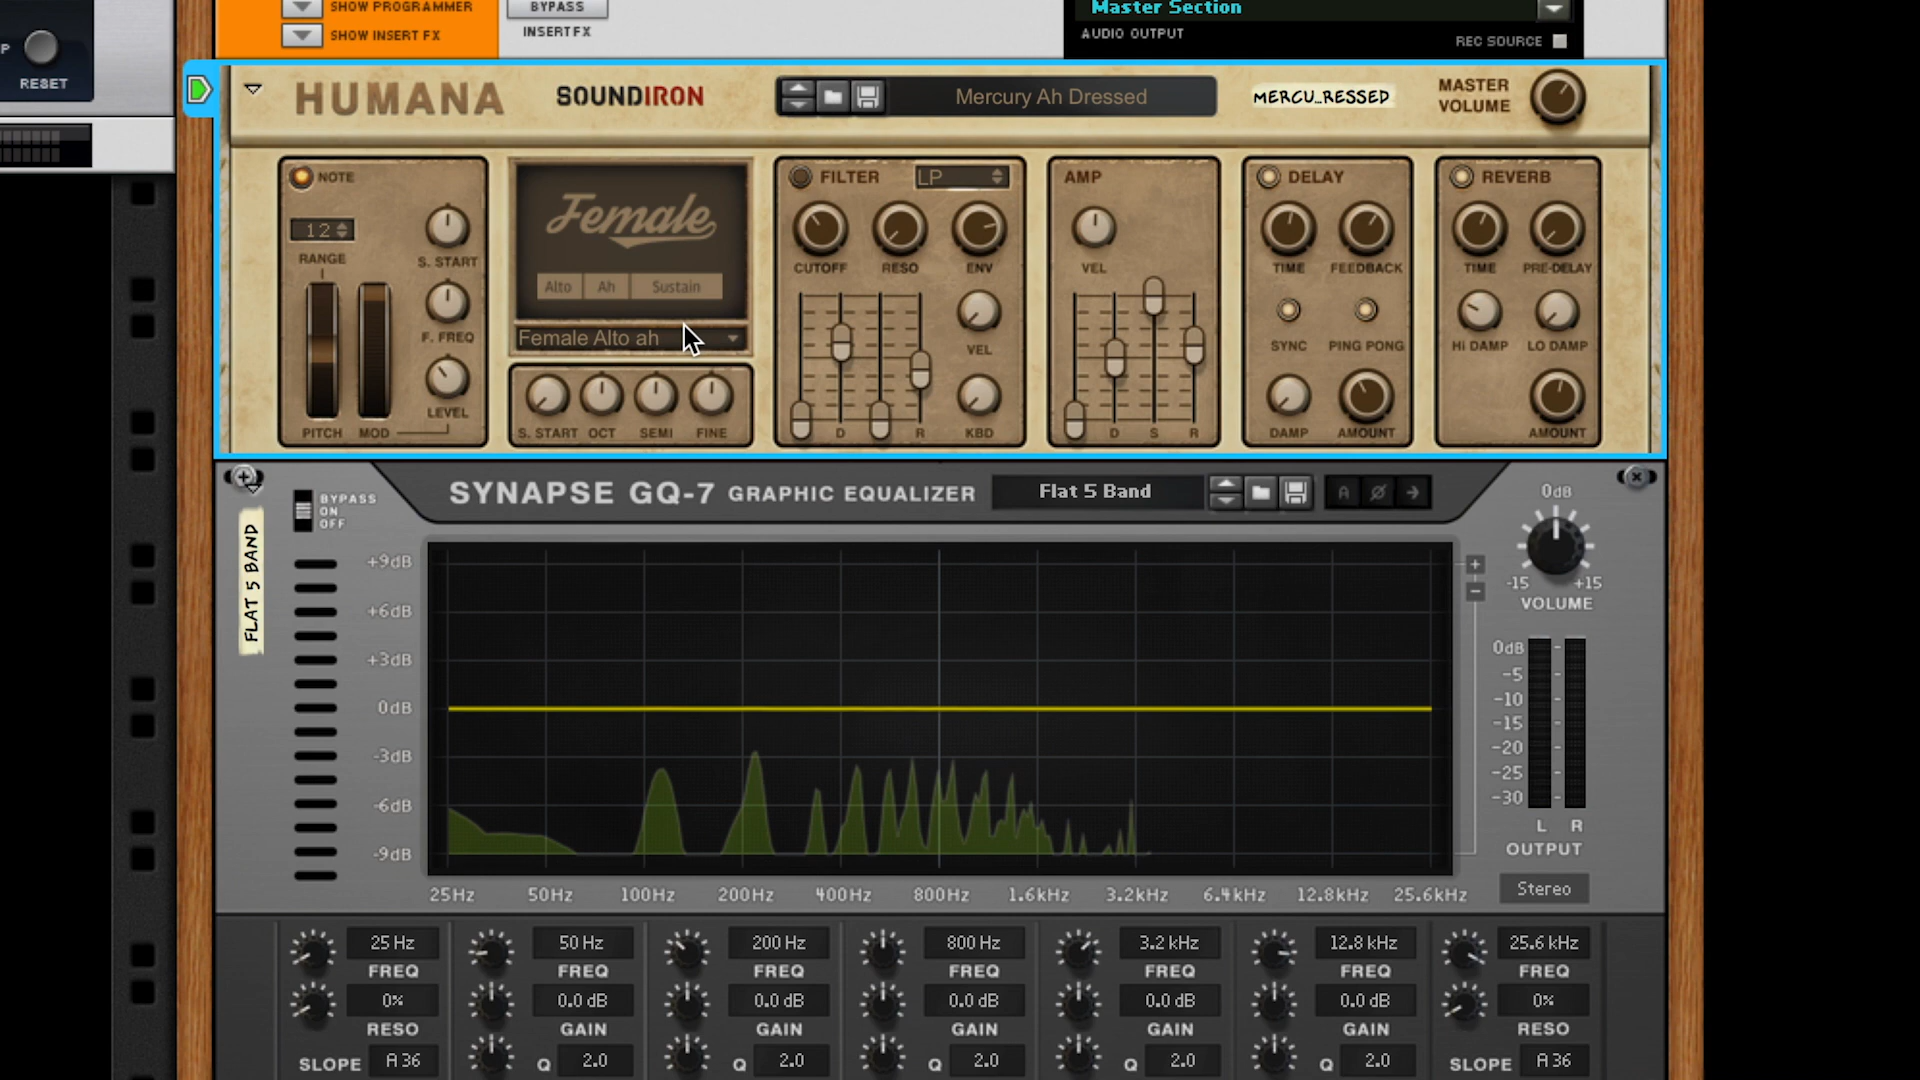 SHOW PROGRAMMER
BYPASS
Master Section
SHOW INSERT FX
INSERT FX
AUDIO OUTPUT
REC SOURCE
P
RESET
HUMANA
SOUNDIRON
Mercury Ah Dressed
MERCU_RESSED
MASTER
VOLUME
NOTE
12
RANGE
S. START
F. FREQ
LEVEL
PITCH MOD
Female
Alto Ah Sustain
Female Alto ah
S. START OCT SEMI FINE
FILTER LP
CUTOFF RESO ENV
VEL
D R KBD
AMP
VEL
D S R
DELAY
TIME FEEDBACK
SYNC PING PONG
DAMP AMOUNT
REVERB
TIME PRE-DELAY
Hi DAMP LO DAMP
AMOUNT
BYPASS
ON
OFF
SYNAPSE GQ-7 GRAPHIC EQUALIZER
Flat 5 Band
A Ø →
FLAT 5 BAND
0dB
-15 +15
VOLUME
+9dB
+6dB
+3dB
0dB
-3dB
-6dB
-9dB
+
−
0dB
-5
-10
-15
-20
-25
-30
L R
OUTPUT
Stereo
25Hz 50Hz 100Hz 200Hz 400Hz 800Hz 1.6kHz 3.2kHz 6.4kHz 12.8kHz 25.6kHz
25 Hz 50 Hz 200 Hz 800 Hz 3.2 kHz 12.8 kHz 25.6 kHz
FREQ FREQ FREQ FREQ FREQ FREQ FREQ
0% 0.0 dB 0.0 dB 0.0 dB 0.0 dB 0.0 dB 0%
RESO GAIN GAIN GAIN GAIN GAIN RESO
SLOPE A 36 Q 2.0 Q 2.0 Q 2.0 Q 2.0 Q 2.0 SLOPE A 36